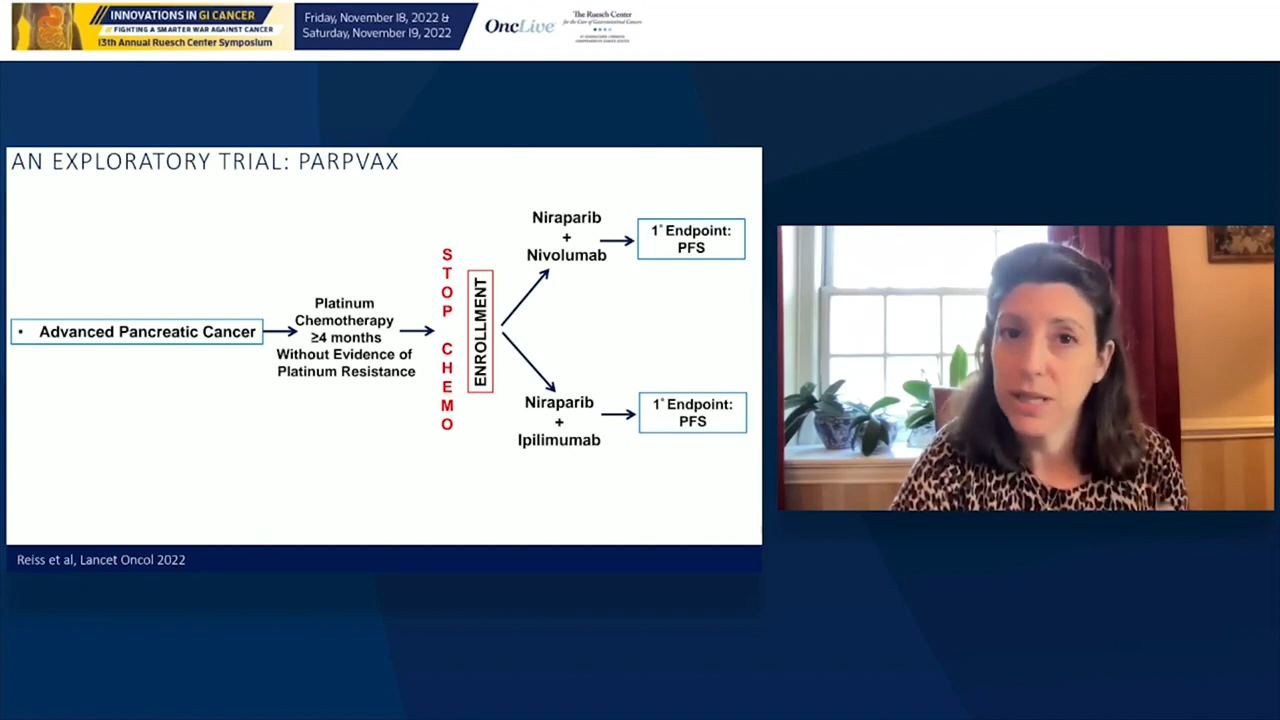 INNOVATIONS IN GI CANCER
FIGHTING A SMARTER WAR AGAINST CANCER
13th Annual Ruesch Center Symposium
Friday, November 18, 2022 &
Saturday, November 19, 2022
OncLive
The Ruesch Center
for the Cure of Gastrointestinal Cancers
AN EXPLORATORY TRIAL: PARPVAX
• Advanced Pancreatic Cancer
Platinum
Chemotherapy
≥4 months
Without Evidence of
Platinum Resistance
STOP CHEMO
ENROLLMENT
Niraparib
+
Nivolumab
1° Endpoint:
PFS
Niraparib
+
Ipilimumab
1° Endpoint:
PFS
Reiss et al, Lancet Oncol 2022